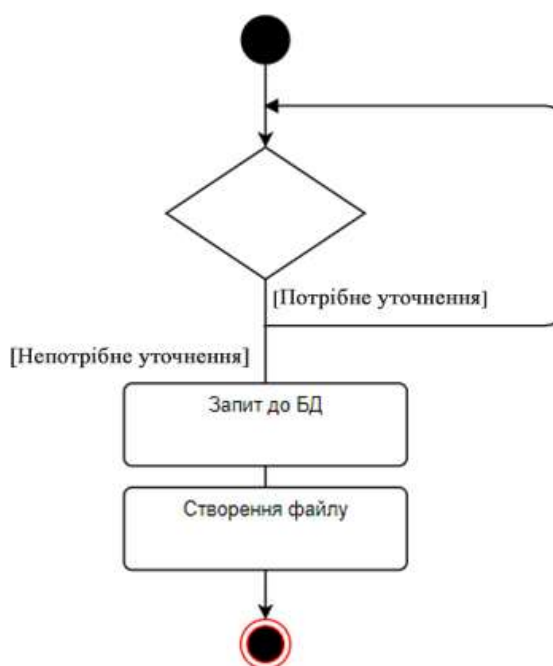 [Потрібне уточнення]
[Непотрібне уточнення]
Запит до БД
Створення файлу